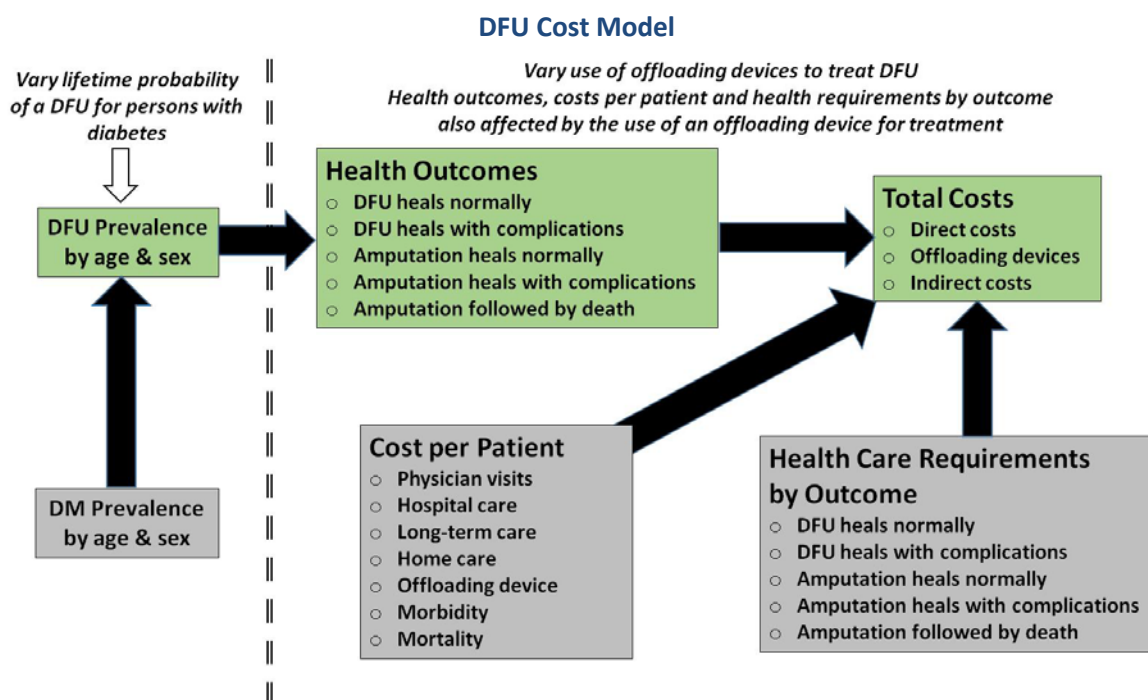 DFU Cost Model
Vary lifetime probability
of a DFU for persons with
diabetes
Vary use of offloading devices to treat DFU
Health outcomes, costs per patient and health requirements by outcome
also affected by the use of an offloading device for treatment
DFU Prevalence
by age & sex
Health Outcomes
○ DFU heals normally
○ DFU heals with complications
○ Amputation heals normally
○ Amputation heals with complications
○ Amputation followed by death
Total Costs
○ Direct costs
○ Offloading devices
○ Indirect costs
DM Prevalence
by age & sex
Cost per Patient
○ Physician visits
○ Hospital care
○ Long-term care
○ Home care
○ Offloading device
○ Morbidity
○ Mortality
Health Care Requirements
by Outcome
○ DFU heals normally
○ DFU heals with complications
○ Amputation heals normally
○ Amputation heals with complications
○ Amputation followed by death